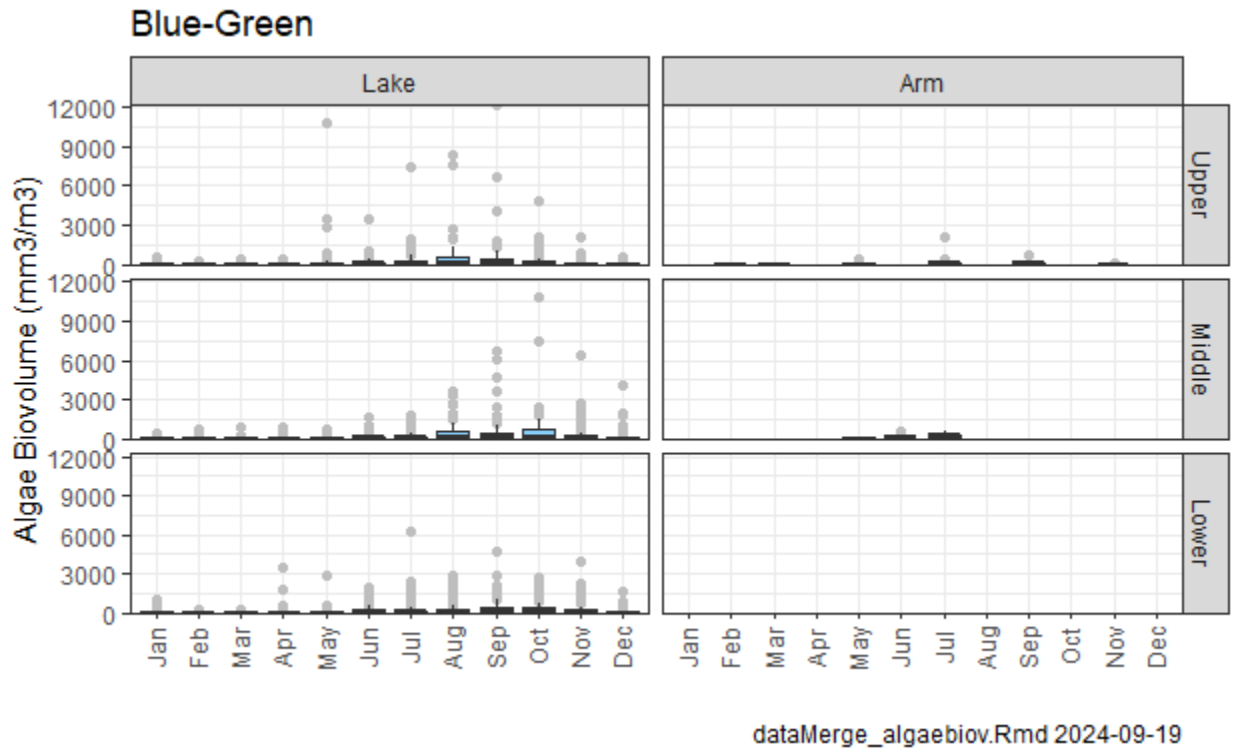 Blue-Green
Lake
Arm
Algae Biovolume (mm3/m3)
12000
9000
6000
3000
0
Upper
12000
9000
6000
3000
0
Middle
12000
9000
6000
3000
0
Lower
Jan Feb Mar Apr May Jun Jul Aug Sep Oct Nov Dec
Jan Feb Mar Apr May Jun Jul Aug Sep Oct Nov Dec
dataMerge_algaebiov.Rmd 2024-09-19